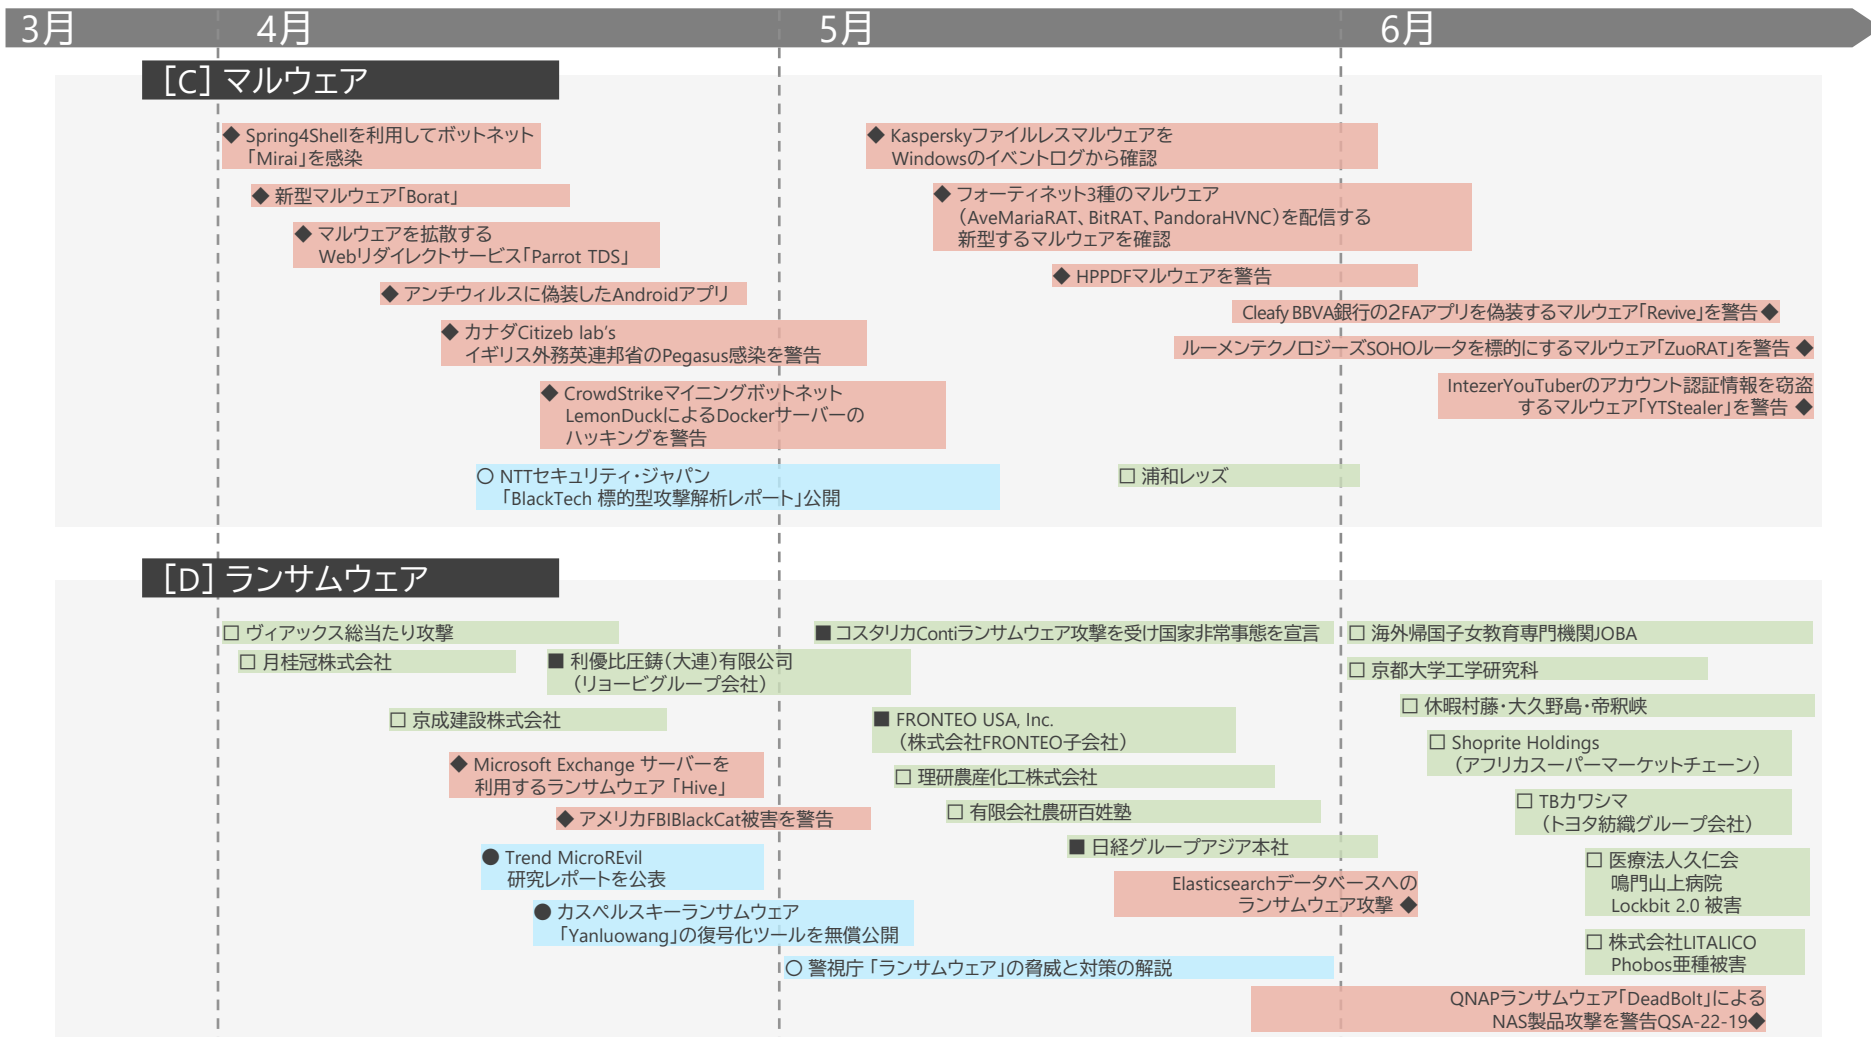 3月 4月 5月 6月
[C] マルウェア
◆ Spring4Shellを利用してボットネット
「Mirai」を感染
◆ 新型マルウェア「Borat」
◆ マルウェアを拡散する
Webリダイレクトサービス「Parrot TDS」
◆ アンチウィルスに偽装したAndroidアプリ
◆ カナダCitizeb lab's
イギリス外務英連邦省のPegasus感染を警告
◆ CrowdStrikeマイニングボットネット
LemonDuckによるDockerサーバーの
ハッキングを警告
○ NTTセキュリティ・ジャパン
「BlackTech 標的型攻撃解析レポート」公開
◆ Kasperskyファイルレスマルウェアを
Windowsのイベントログから確認
◆ フォーティネット3種のマルウェア
（AveMariaRAT、BitRAT、PandoraHVNC）を配信する
新型するマルウェアを確認
◆ HPPDFマルウェアを警告
Cleafy BBVA銀行の2FAアプリを偽装するマルウェア「Revive」を警告 ◆
ルーメンテクノロジーズSOHOルータを標的にするマルウェア「ZuoRAT」を警告 ◆
IntezerYouTuberのアカウント認証情報を窃盗
するマルウェア「YTStealer」を警告 ◆
□ 浦和レッズ
[D] ランサムウェア
□ ヴィアックス総当たり攻撃
□ 月桂冠株式会社
■ 利優比圧鋳（大連）有限公司
（リョービグループ会社）
□ 京成建設株式会社
◆ Microsoft Exchange サーバーを
利用するランサムウェア 「Hive」
◆ アメリカFBIBlackCat被害を警告
● Trend MicroREvil
研究レポートを公表
● カスペルスキーランサムウェア
「Yanluowang」の復号化ツールを無償公開
○ 警視庁 「ランサムウェア」の脅威と対策の解説
■ コスタリカContiランサムウェア攻撃を受け国家非常事態を宣言
■ FRONTEO USA, Inc.
（株式会社FRONTEO子会社）
□ 理研農産化工株式会社
□ 有限会社農研百姓塾
■ 日経グループアジア本社
Elasticsearchデータベースへの
ランサムウェア攻撃 ◆
□ 海外帰国子女教育専門機関JOBA
□ 京都大学工学研究科
□ 休暇村藤・大久野島・帝釈峡
□ Shoprite Holdings
（アフリカスーパーマーケットチェーン）
□ TBカワシマ
（トヨタ紡織グループ会社）
□ 医療法人久仁会
鳴門山上病院
Lockbit 2.0 被害
□ 株式会社LITALICO
Phobos亜種被害
QNAPランサムウェア「DeadBolt」による
NAS製品攻撃を警告QSA-22-19◆